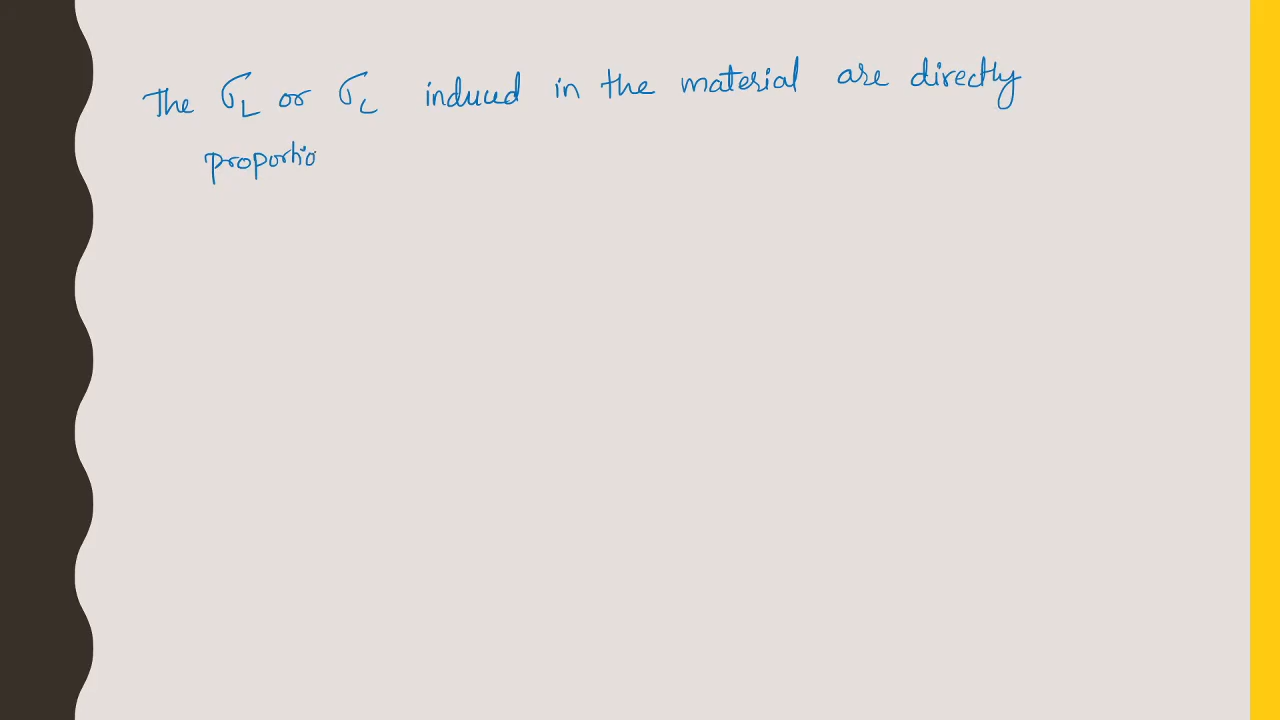 The σL or σc induced in the material are directly
proportio